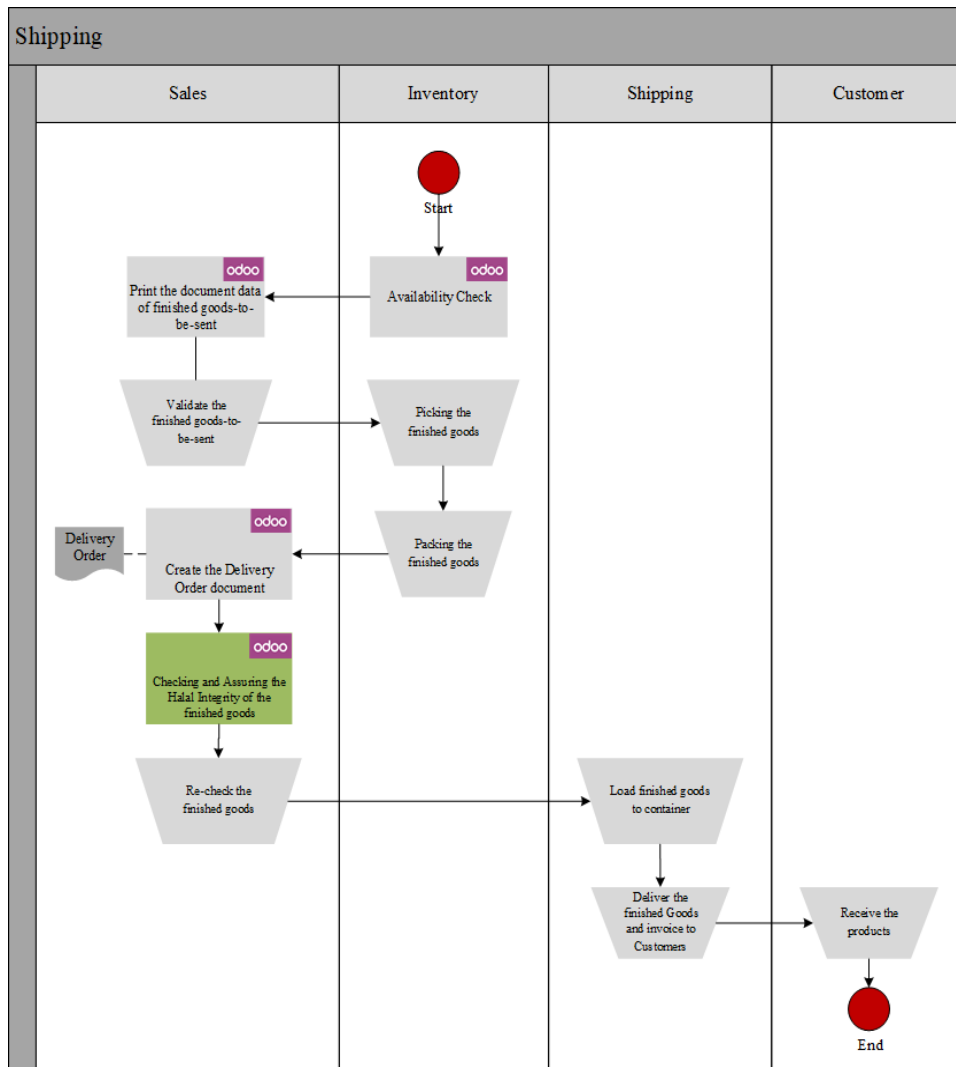 Shipping
Sales
Inventory
Shipping
Customer
Start
odoo
Print the document data
of finished goods-to-
be-sent
odoo
Availability Check
Validate the
finished goods-to-
be-sent
Picking the
finished goods
Delivery
Order
odoo
Create the Delivery
Order document
Packing the
finished goods
odoo
Checking and Assuring the
Halal Integrity of the
finished goods
Re-check the
finished goods
Load finished goods
to container
Deliver the
finished Goods
and invoice to
Customers
Receive the
products
End